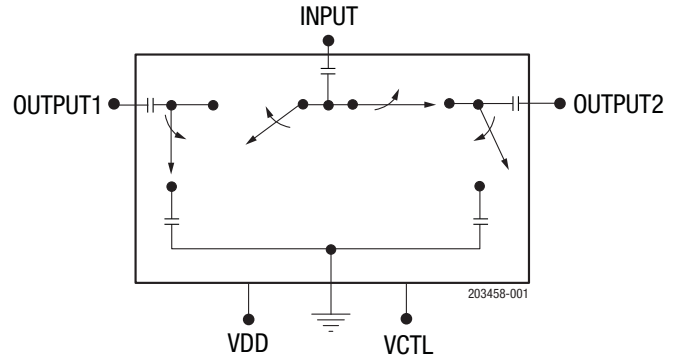 INPUT
OUTPUT1
OUTPUT2
203458-001
VDD
VCTL